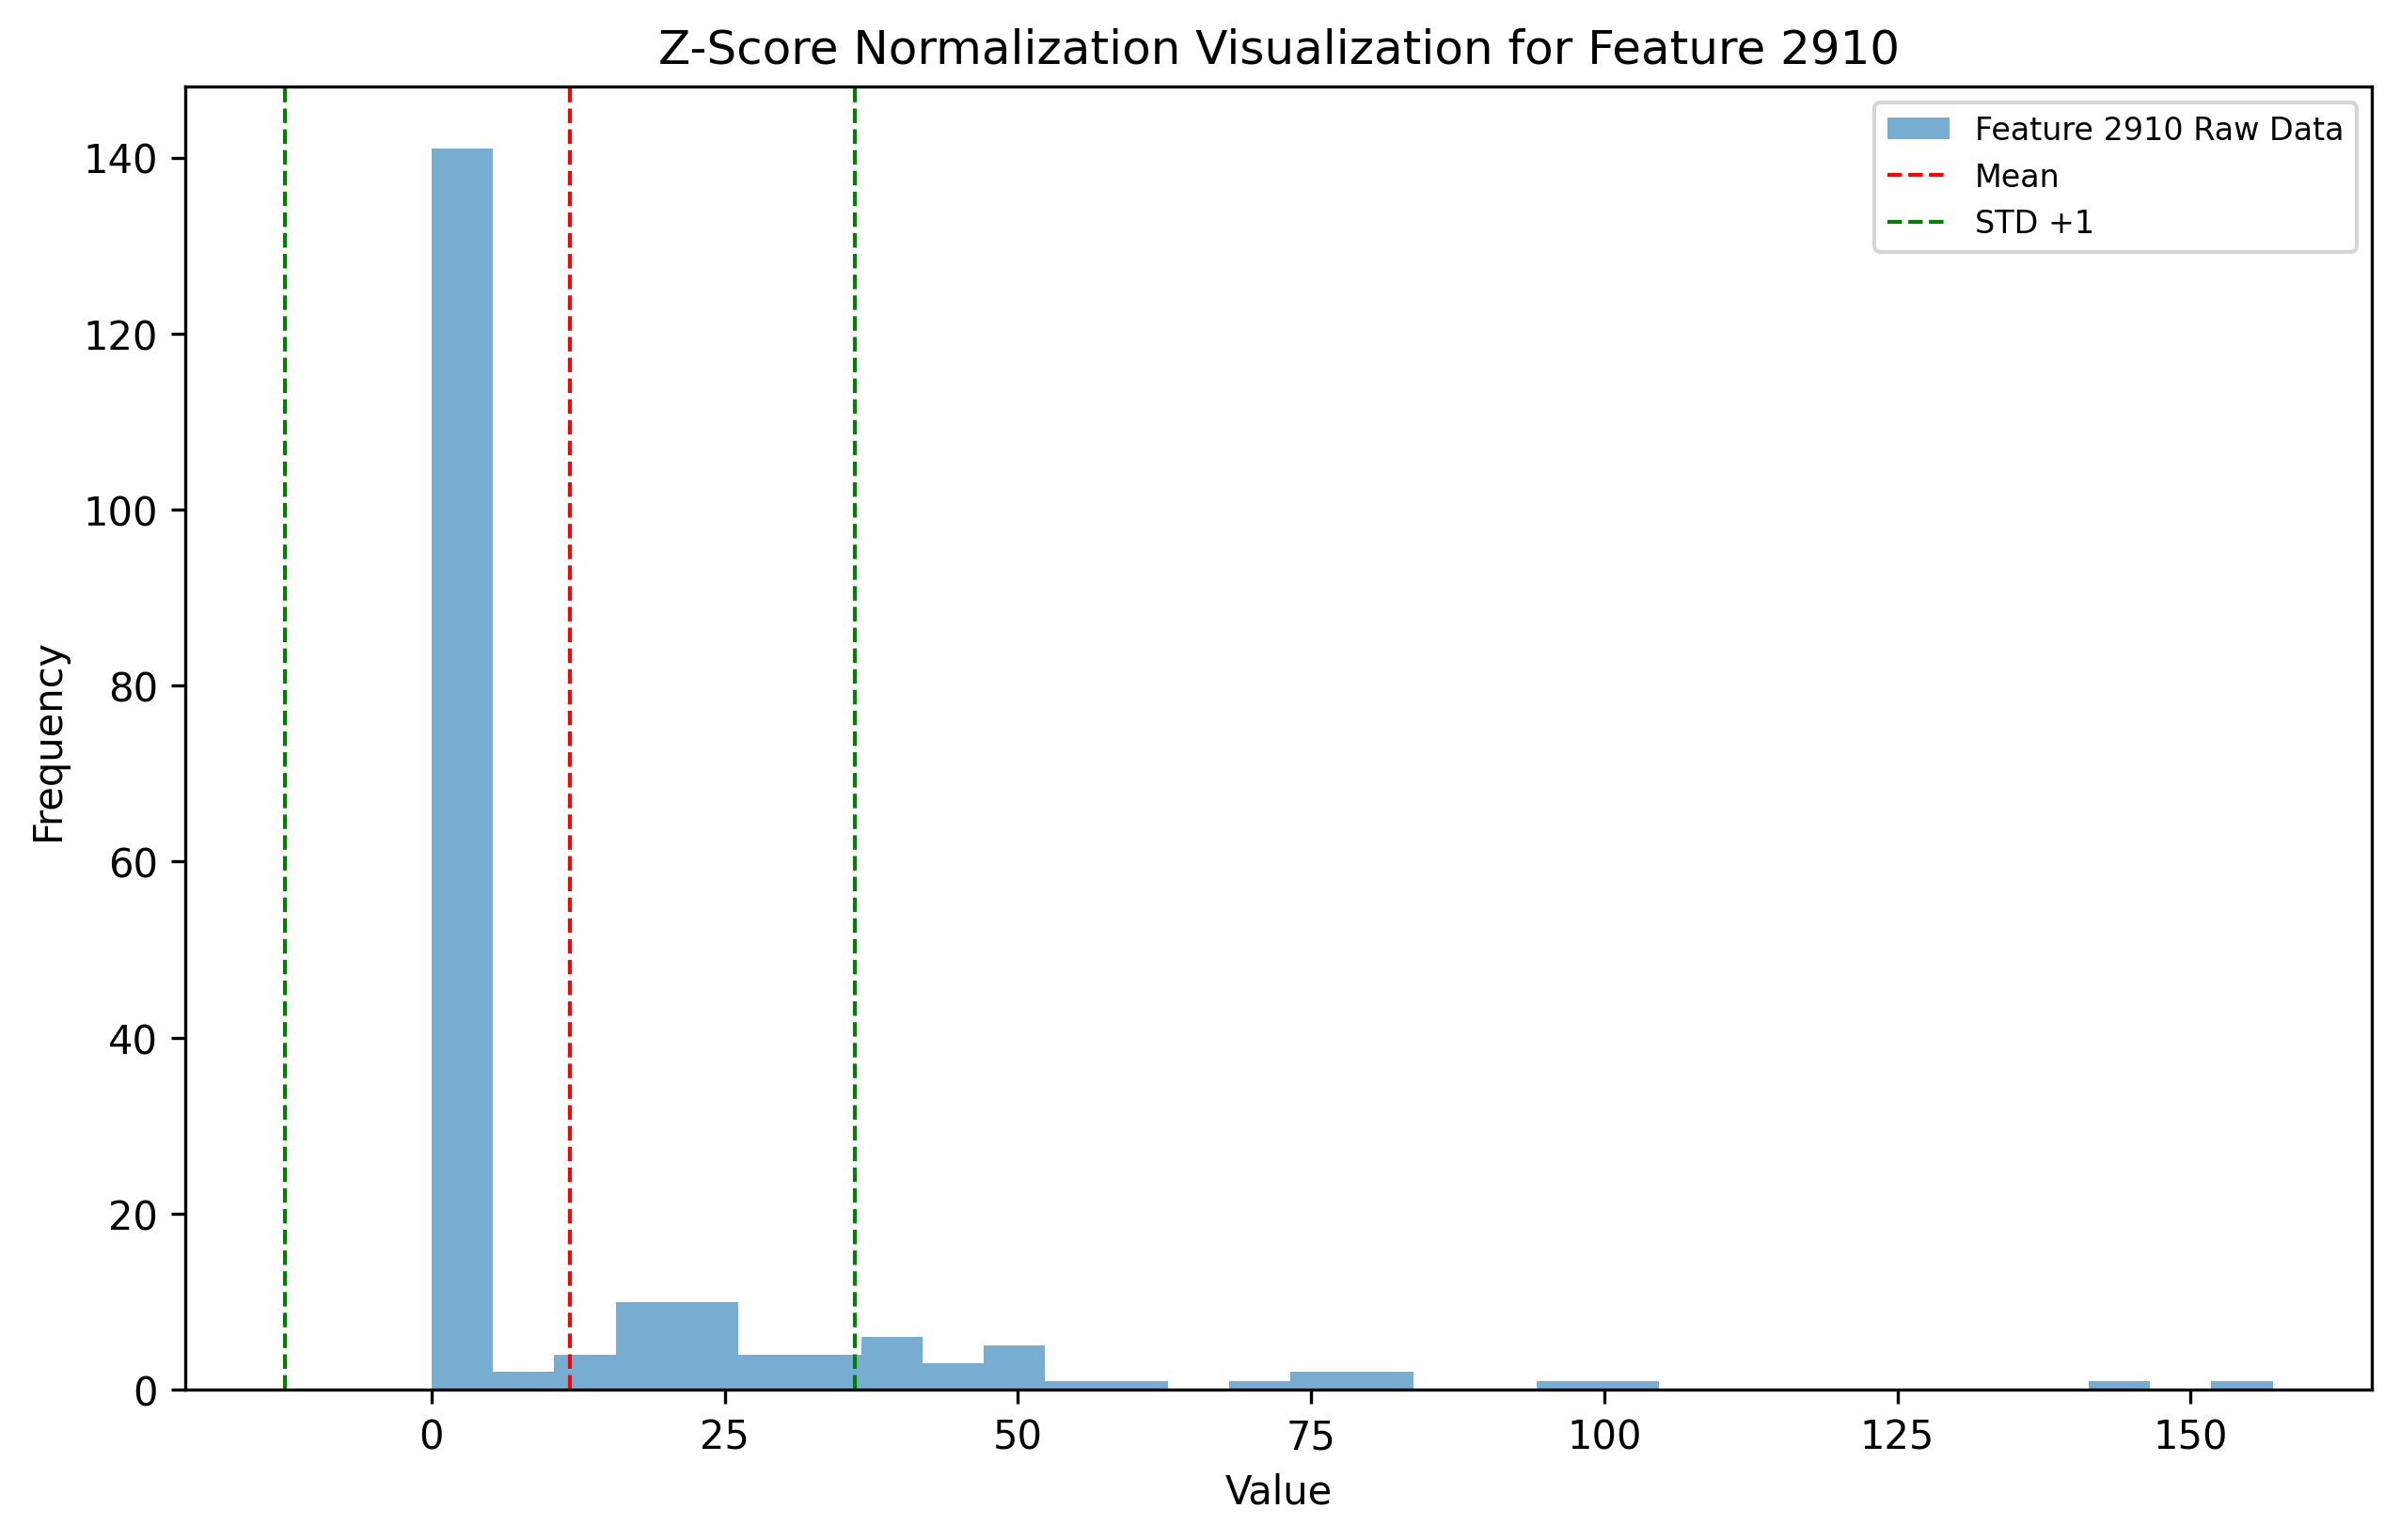 Z-Score Normalization Visualization for Feature 2910
Feature 2910 Raw Data
Mean
STD +1
140
120
100
80
60
40
20
0
Frequency
0 25 50 75 100 125 150
Value